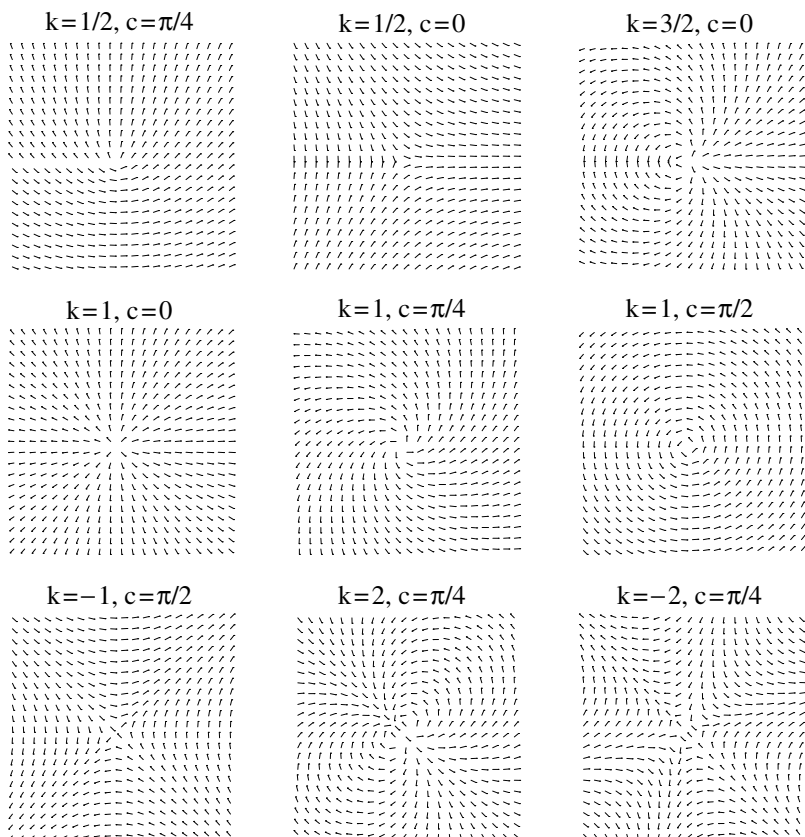 k=1/2, c=π/4
k=1/2, c=0
k=3/2, c=0
k=1, c=0
k=1, c=π/4
k=1, c=π/2
k=−1, c=π/2
k=2, c=π/4
k=−2, c=π/4